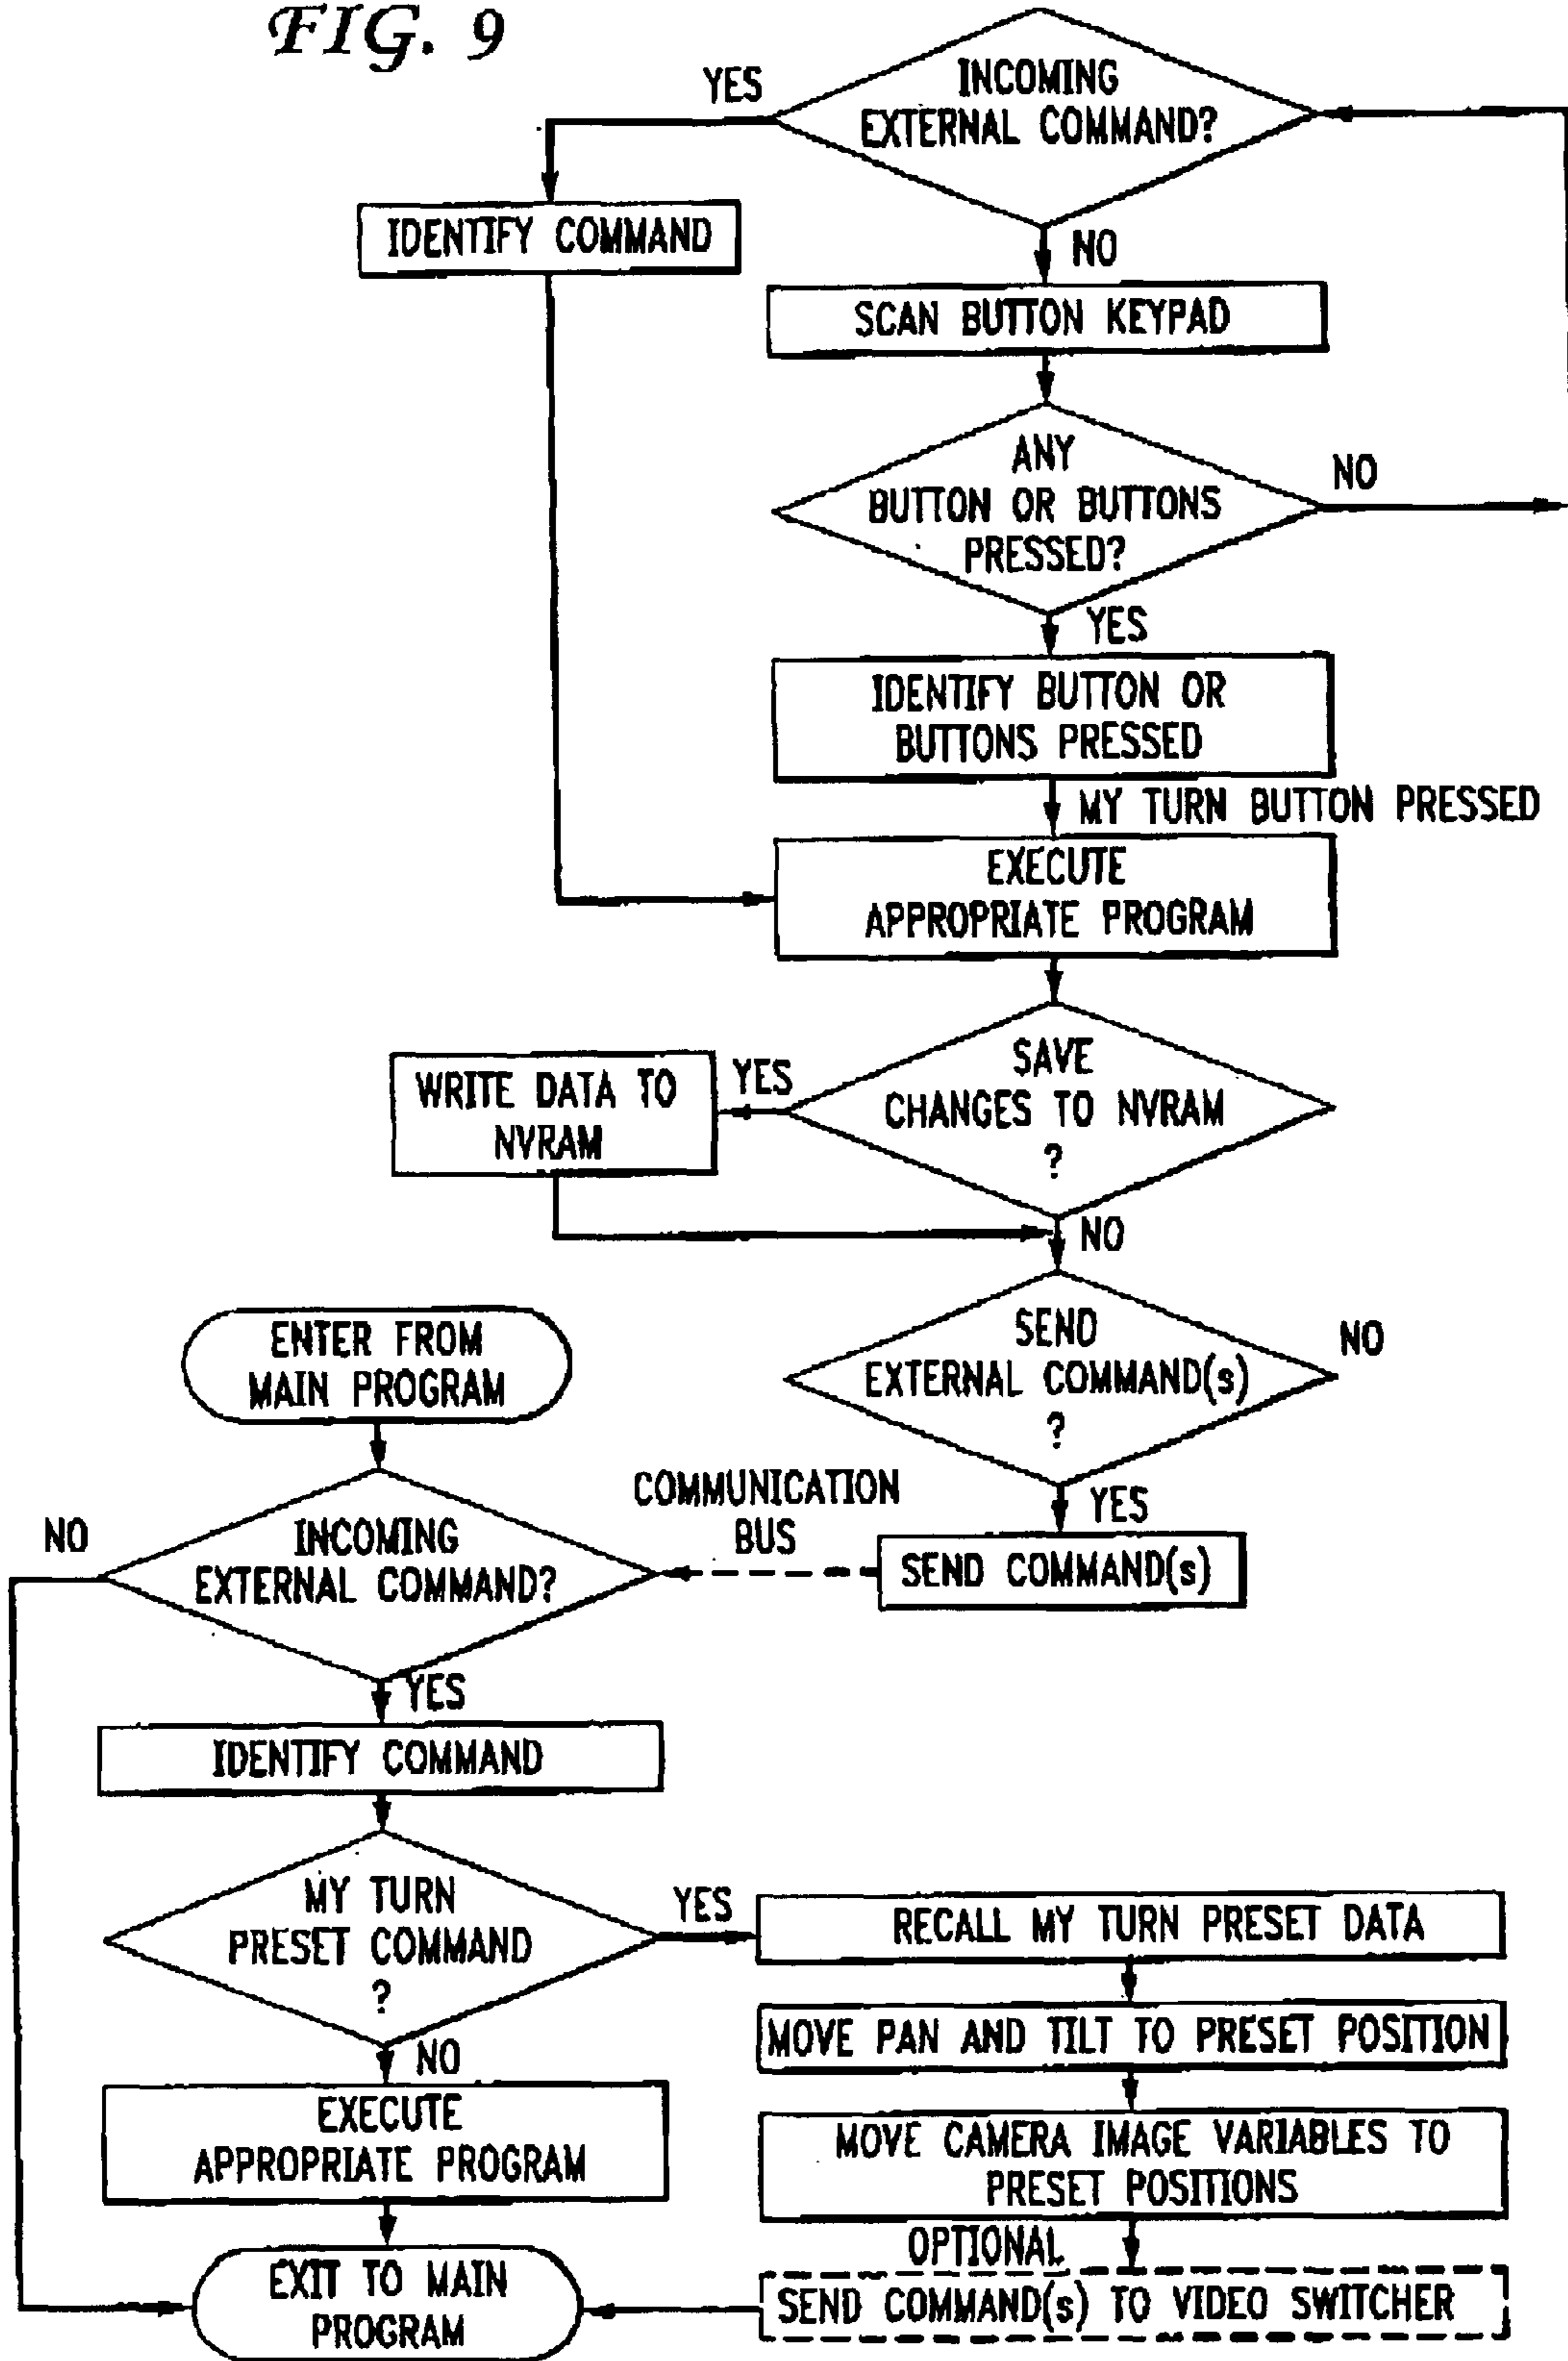 FIG. 9
INCOMING
EXTERNAL COMMAND?
YES
IDENTIFY COMMAND
NO
SCAN BUTTON KEYPAD
ANY
BUTTON OR BUTTONS
PRESSED?
NO
YES
IDENTIFY BUTTON OR
BUTTONS PRESSED
MY TURN BUTTON PRESSED
EXECUTE
APPROPRIATE PROGRAM
SAVE
CHANGES TO NVRAM
?
YES
WRITE DATA TO
NVRAM
NO
SEND
EXTERNAL COMMAND(s)
?
NO
YES
SEND COMMAND(s)
COMMUNICATION
BUS
ENTER FROM
MAIN PROGRAM
INCOMING
EXTERNAL COMMAND?
NO
YES
IDENTIFY COMMAND
MY TURN
PRESET COMMAND
?
YES
NO
EXECUTE
APPROPRIATE PROGRAM
RECALL MY TURN PRESET DATA
MOVE PAN AND TILT TO PRESET POSITION
MOVE CAMERA IMAGE VARIABLES TO
PRESET POSITIONS
OPTIONAL
SEND COMMAND(s) TO VIDEO SWITCHER
EXIT TO MAIN
PROGRAM